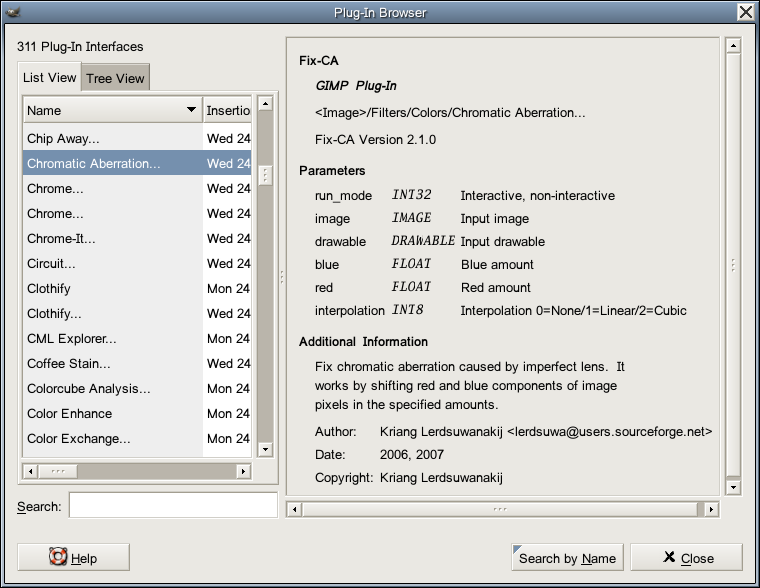 Plug-In Browser
311 Plug-In Interfaces
List View Tree View
Name Insertio
Chip Away... Wed 24
Chromatic Aberration... Wed 24
Chrome... Wed 24
Chrome... Wed 24
Chrome-It... Wed 24
Circuit... Wed 24
Clothify Mon 24
Clothify... Wed 24
CML Explorer... Mon 24
Coffee Stain... Wed 24
Colorcube Analysis... Mon 24
Color Enhance Mon 24
Color Exchange... Mon 24
Search:
Fix-CA
GIMP Plug-In
<Image>/Filters/Colors/Chromatic Aberration...
Fix-CA Version 2.1.0
Parameters
run_mode INT32 Interactive, non-interactive
image IMAGE Input image
drawable DRAWABLE Input drawable
blue FLOAT Blue amount
red FLOAT Red amount
interpolation INT8 Interpolation 0=None/1=Linear/2=Cubic
Additional Information
Fix chromatic aberration caused by imperfect lens. It
works by shifting red and blue components of image
pixels in the specified amounts.
Author: Kriang Lerdsuwanakij <lerdsuwa@users.sourceforge.net>
Date: 2006, 2007
Copyright: Kriang Lerdsuwanakij
Help Search by Name Close